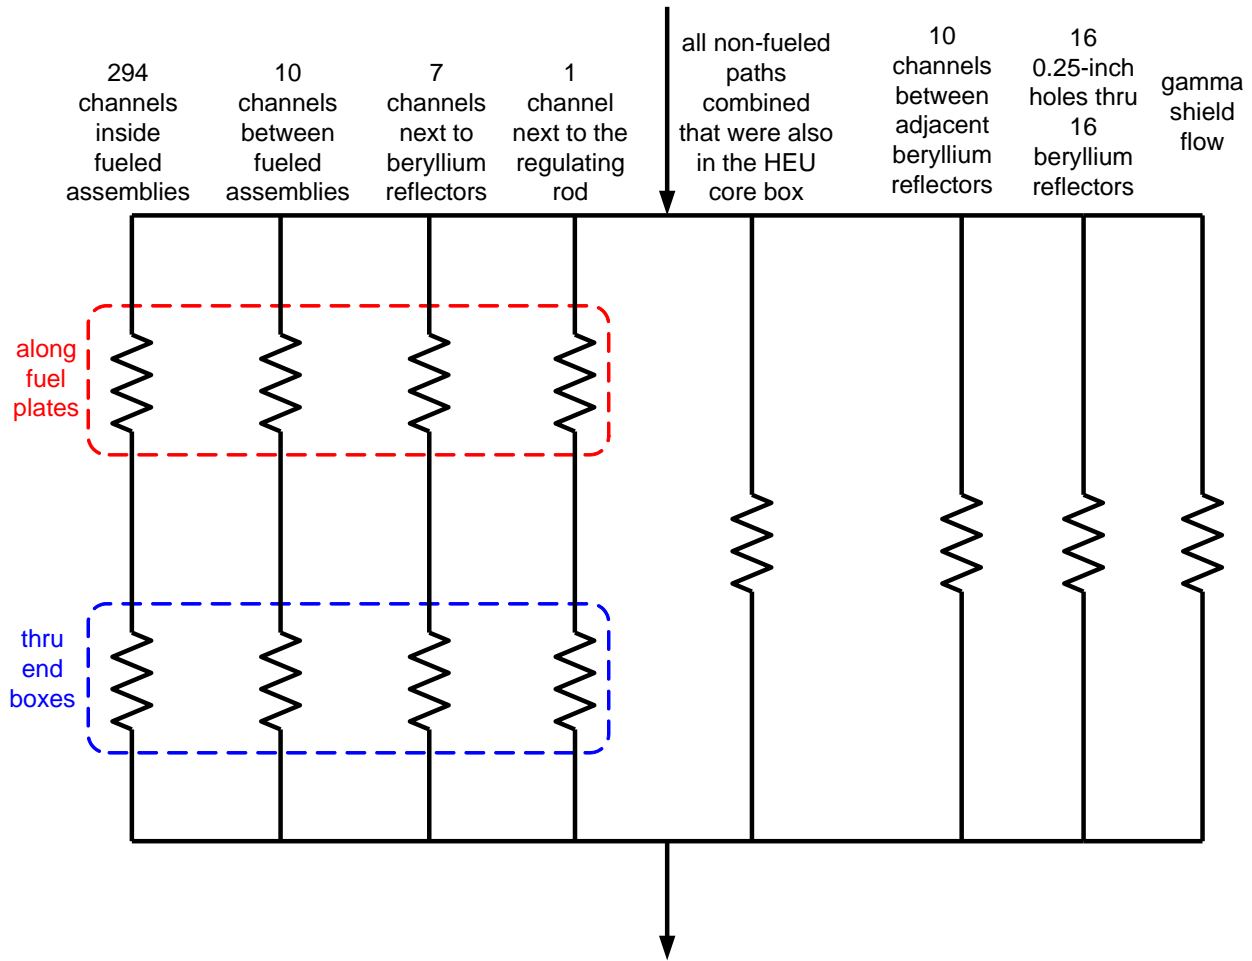 294
channels
inside
fueled
assemblies
10
channels
between
fueled
assemblies
7
channels
next to
beryllium
reflectors
1
channel
next to the
regulating
rod
all non-fueled
paths
combined
that were also
in the HEU
core box
10
channels
between
adjacent
beryllium
reflectors
16
0.25-inch
holes thru
16
beryllium
reflectors
gamma
shield
flow
along
fuel
plates
thru
end
boxes